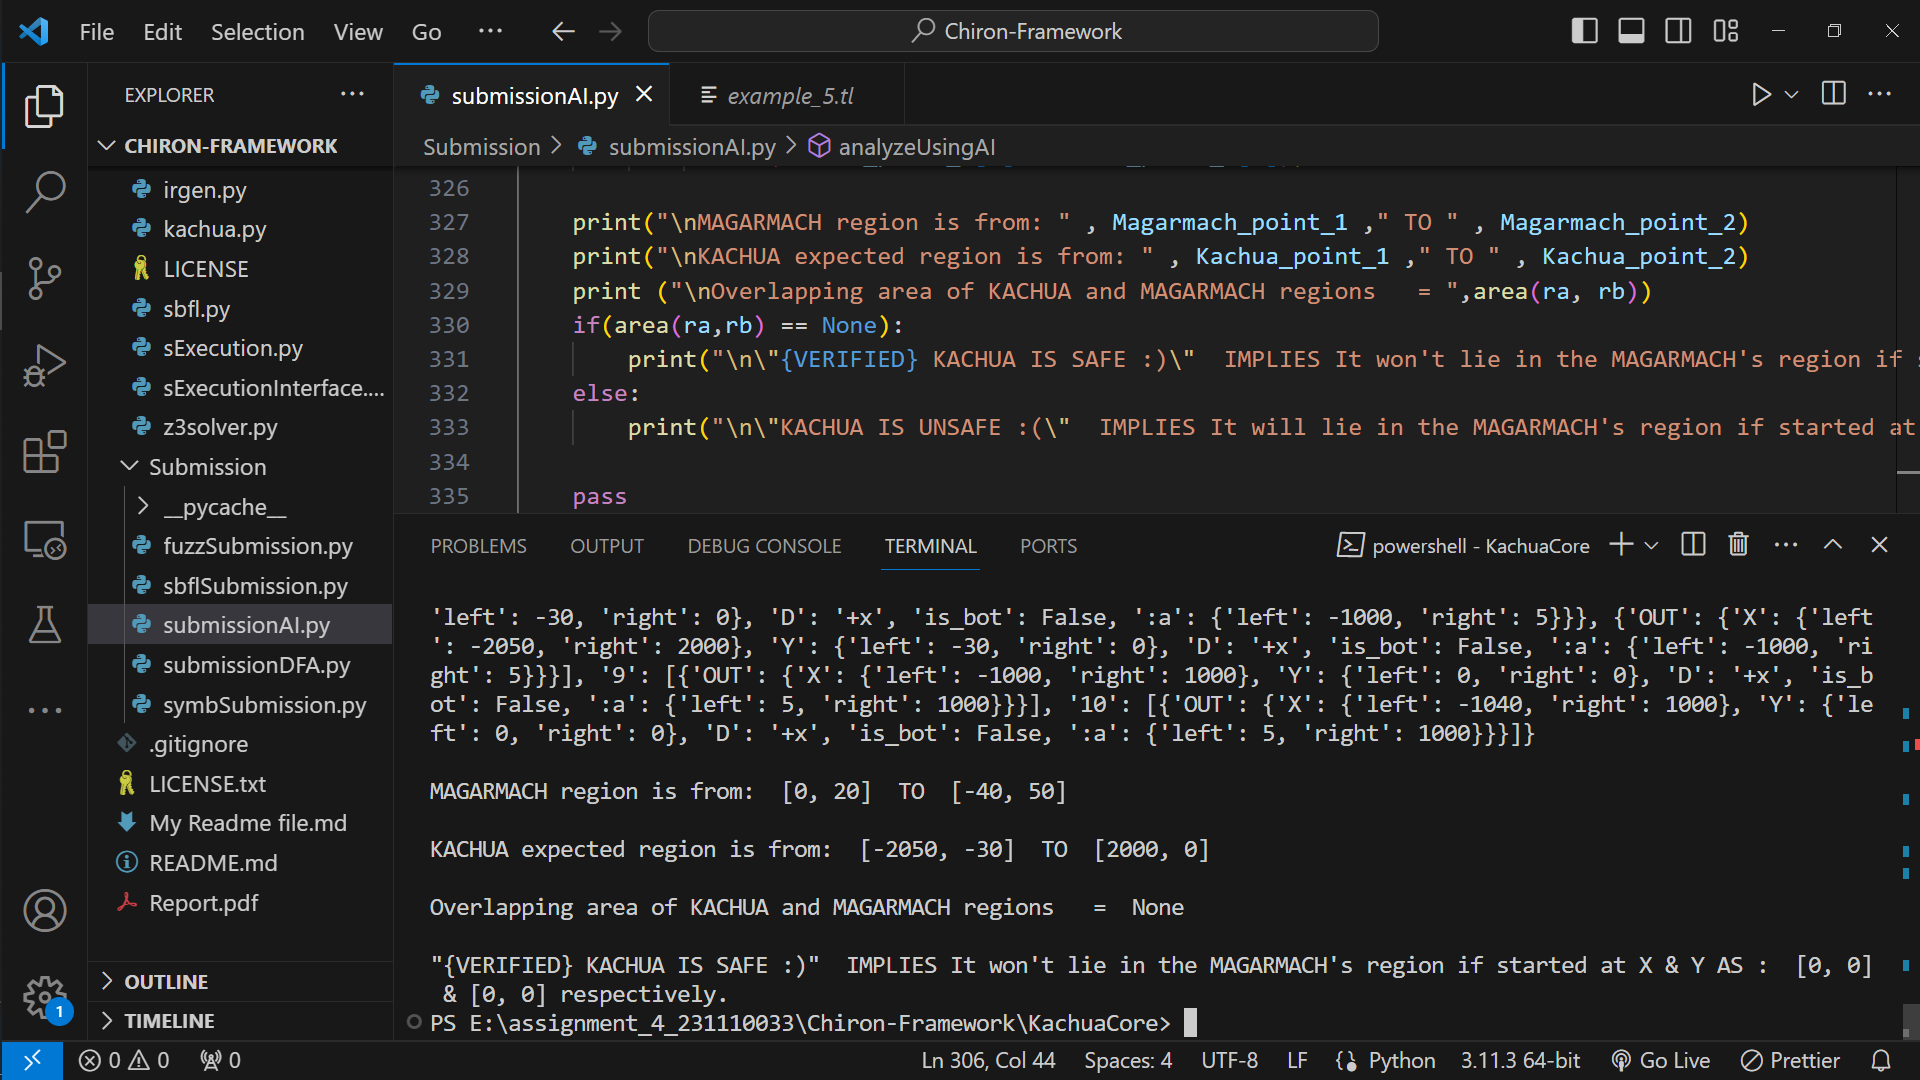 File Edit Selection View Go ··· Chiron-Framework
EXPLORER ···
submissionAI.py
example_5.tl
CHIRON-FRAMEWORK
Submission > submissionAI.py > analyzeUsingAI
irgen.py
kachua.py
LICENSE
sbfl.py
sExecution.py
sExecutionInterface....
z3solver.py
Submission
__pycache__
fuzzSubmission.py
sbflSubmission.py
submissionAI.py
submissionDFA.py
symbSubmission.py
.gitignore
LICENSE.txt
My Readme file.md
README.md
Report.pdf
OUTLINE
TIMELINE
326
327 print("\nMAGARMACH region is from: " , Magarmach_point_1 ," TO " , Magarmach_point_2)
328 print("\nKACHUA expected region is from: " , Kachua_point_1 ," TO " , Kachua_point_2)
329 print ("\nOverlapping area of KACHUA and MAGARMACH regions   = ",area(ra, rb))
330 if(area(ra,rb) == None):
331 print("\n\"{VERIFIED} KACHUA IS SAFE :)\"  IMPLIES It won't lie in the MAGARMACH's region if
332 else:
333 print("\n\"KACHUA IS UNSAFE :(\"  IMPLIES It will lie in the MAGARMACH's region if started at
334
335 pass
PROBLEMS OUTPUT DEBUG CONSOLE TERMINAL PORTS powershell - KachuaCore
'left': -30, 'right': 0}, 'D': '+x', 'is_bot': False, ':a': {'left': -1000, 'right': 5}}}, {'OUT': {'X': {'left
': -2050, 'right': 2000}, 'Y': {'left': -30, 'right': 0}, 'D': '+x', 'is_bot': False, ':a': {'left': -1000, 'ri
ght': 5}}}], '9': [{'OUT': {'X': {'left': -1000, 'right': 1000}, 'Y': {'left': 0, 'right': 0}, 'D': '+x', 'is_b
ot': False, ':a': {'left': 5, 'right': 1000}}}], '10': [{'OUT': {'X': {'left': -1040, 'right': 1000}, 'Y': {'le
ft': 0, 'right': 0}, 'D': '+x', 'is_bot': False, ':a': {'left': 5, 'right': 1000}}}]}
MAGARMACH region is from:  [0, 20]  TO  [-40, 50]
KACHUA expected region is from:  [-2050, -30]  TO  [2000, 0]
Overlapping area of KACHUA and MAGARMACH regions   =  None
"{VERIFIED} KACHUA IS SAFE :)"  IMPLIES It won't lie in the MAGARMACH's region if started at X & Y AS :  [0, 0]
& [0, 0] respectively.
PS E:\assignment_4_231110033\Chiron-Framework\KachuaCore>
1
0 0 0 Ln 306, Col 44 Spaces: 4 UTF-8 LF Python 3.11.3 64-bit Go Live Prettier